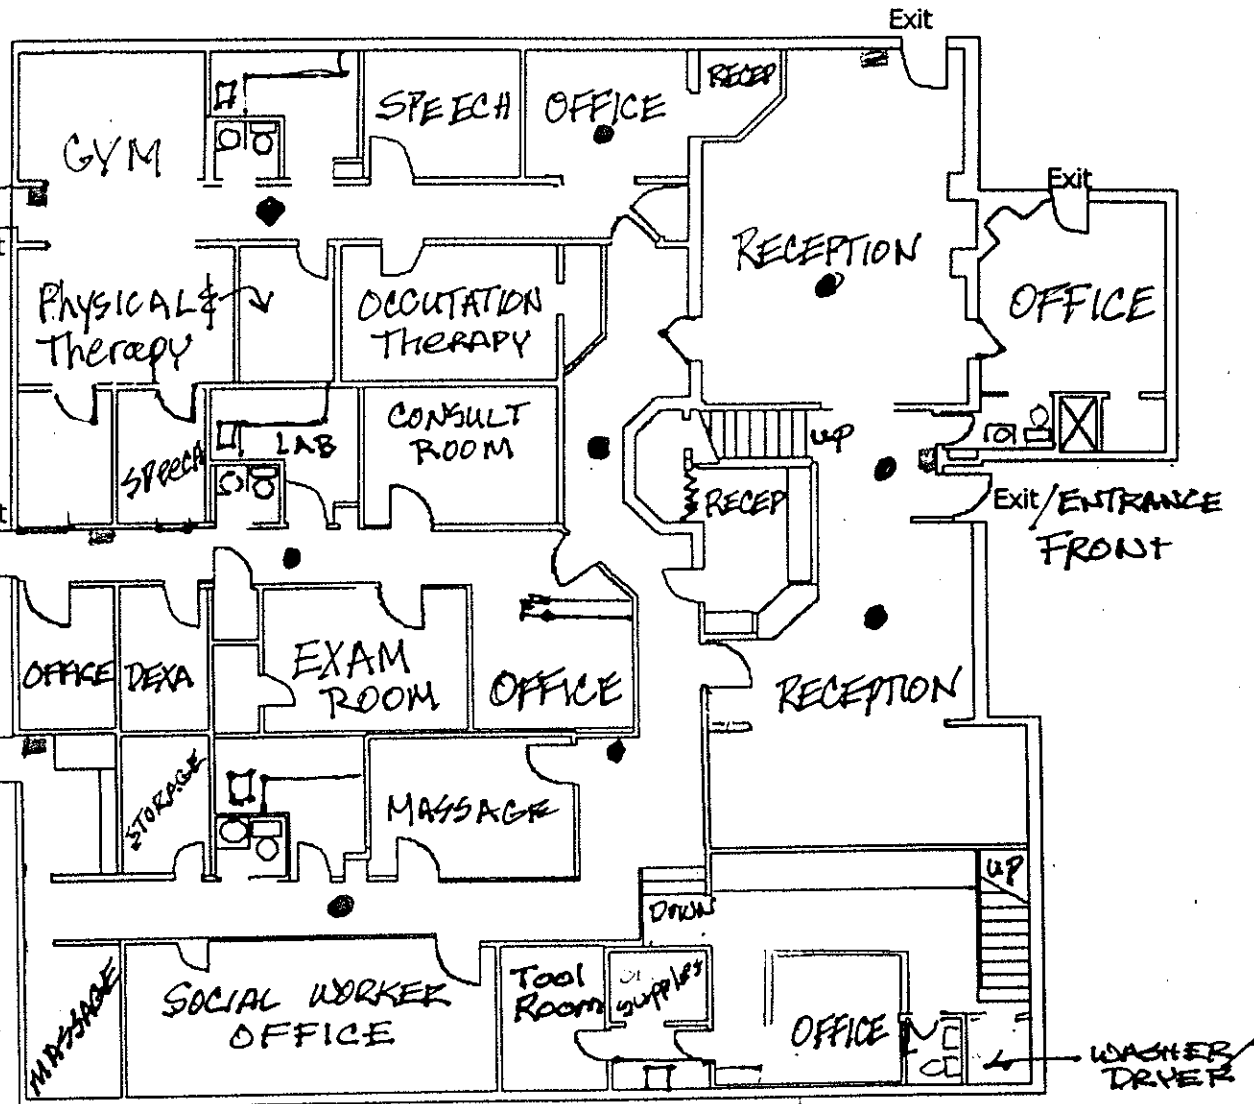 Exit
GYM
SPEECH
OFFICE
RECEP
Exit
RECEPTION
OFFICE
PHYSICAL &
Therapy
OCCUTATION
THERAPY
CONSULT
ROOM
LAB
SPEECA
UP
RECEP
Exit/ENTRANCE
FRONT
OFFICE
DEXA
EXAM
ROOM
OFFICE
RECEPTION
STORAGE
MASSAGE
UP
DOWN
MASSAGE
SOCIAL WORKER
OFFICE
Tool
Room
Supplies
OFFICE
WASHER/
DRYER